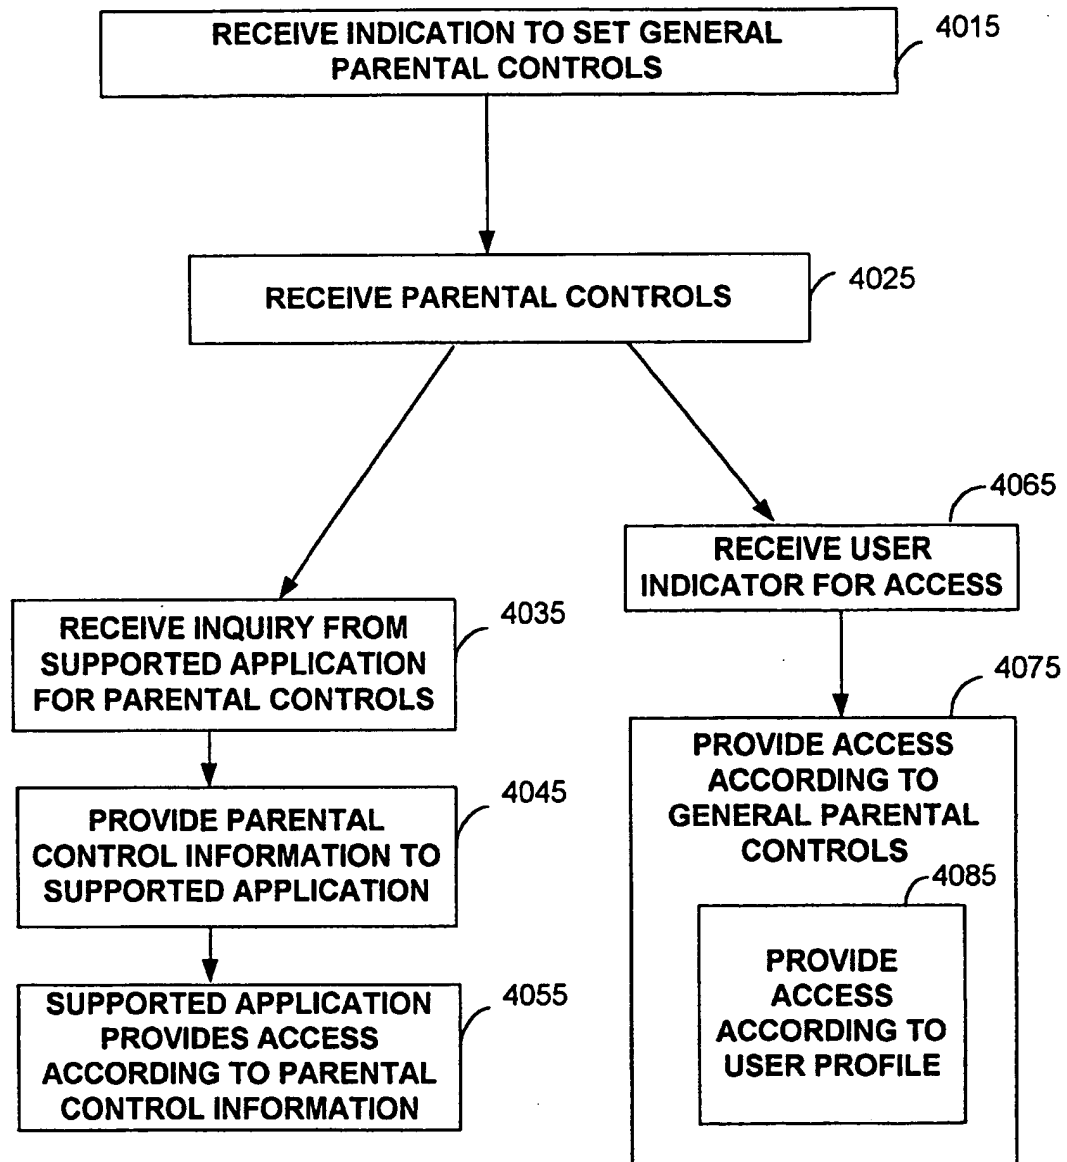 RECEIVE INDICATION TO SET GENERAL
PARENTAL CONTROLS
4015
RECEIVE PARENTAL CONTROLS
4025
RECEIVE INQUIRY FROM
SUPPORTED APPLICATION
FOR PARENTAL CONTROLS
4035
PROVIDE PARENTAL
CONTROL INFORMATION TO
SUPPORTED APPLICATION
4045
SUPPORTED APPLICATION
PROVIDES ACCESS
ACCORDING TO PARENTAL
CONTROL INFORMATION
4055
4065
RECEIVE USER
INDICATOR FOR ACCESS
4075
PROVIDE ACCESS
ACCORDING TO
GENERAL PARENTAL
CONTROLS
4085
PROVIDE
ACCESS
ACCORDING TO
USER PROFILE